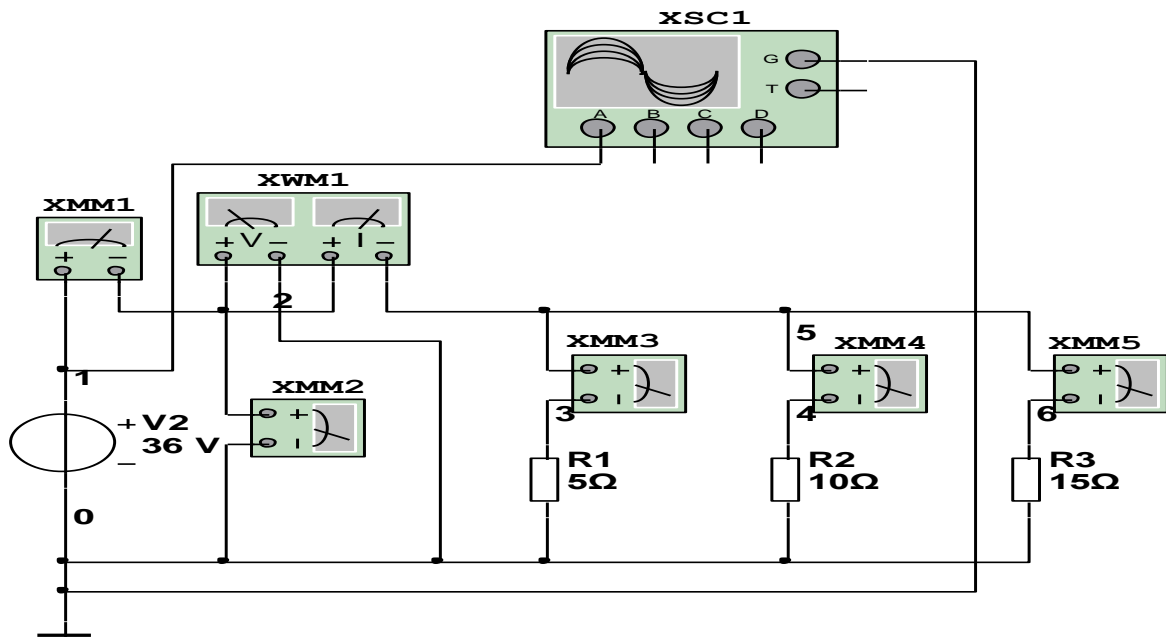 XSC1
G
T
A B C D
XWM1
XMM1
+ V − + I −
+ −
2
1
5
XMM3
XMM4
XMM5
+
I
+
I
+
I
XMM2
+
I
3
4
6
+ V2
36 V
−
R1
5Ω
R2
10Ω
R3
15Ω
0